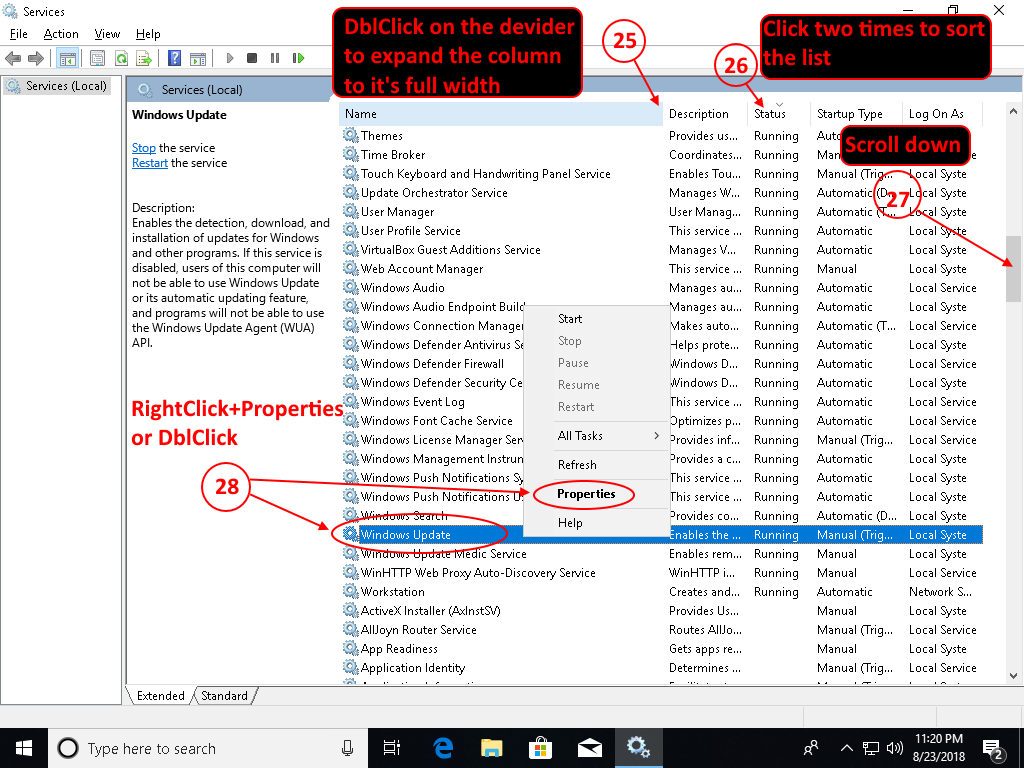 Services
File Action View Help
DblClick on the devider
to expand the column
to it's full width
25
26
Click two times to sort
the list
Services (Local)
Services (Local)
Windows Update
Stop the service
Restart the service
Description:
Enables the detection, download, and
installation of updates for Windows
and other programs. If this service is
disabled, users of this computer will
not be able to use Windows Update
or its automatic updating feature,
and programs will not be able to use
the Windows Update Agent (WUA)
API.
RightClick+Properties
or DblClick
28
Name Description Status Startup Type Log On As
Scroll down
27
Themes Provides us... Running
Time Broker Coordinates... Running
Touch Keyboard and Handwriting Panel Service Enables Tou... Running Manual (Trig... Local Syste
Update Orchestrator Service Manages W... Running Automatic (D... Local Syste
User Manager User Manag... Running Automatic (T... Local Syste
User Profile Service This service ... Running Automatic Local Syste
VirtualBox Guest Additions Service Manages V... Running Automatic Local Syste
Web Account Manager This service ... Running Manual Local Syste
Windows Audio Manages au... Running Automatic Local Service
Windows Audio Endpoint Build Manages au... Running Automatic Local Syste
Windows Connection Manager Makes auto... Running Automatic (T... Local Service
Windows Defender Antivirus Se Helps prote... Running Automatic Local Syste
Windows Defender Firewall Windows D... Running Automatic Local Service
Windows Defender Security Ce Windows D... Running Automatic Local Syste
Windows Event Log This service ... Running Automatic Local Service
Windows Font Cache Service Optimizes p... Running Automatic Local Service
Windows License Manager Ser Provides inf... Running Manual (Trig... Local Service
Windows Management Instrum Provides a c... Running Automatic Local Syste
Windows Push Notifications Sy This service ... Running Automatic Local Syste
Windows Push Notifications U This service ... Running Automatic Local Syste
Windows Search Provides co... Running Automatic (D... Local Syste
Windows Update Enables the ... Running Manual (Trig... Local Syste
Windows Update Medic Service Enables rem... Running Manual Local Syste
WinHTTP Web Proxy Auto-Discovery Service WinHTTP i... Running Manual Local Service
Workstation Creates and... Running Automatic Network S...
ActiveX Installer (AxInstSV) Provides Us... Manual Local Syste
AllJoyn Router Service Routes AllJo... Manual (Trig... Local Service
App Readiness Gets apps re... Manual Local Syste
Application Identity Determines ... Manual (Trig... Local Service
Start
Stop
Pause
Resume
Restart
All Tasks
Refresh
Properties
Help
Extended Standard
Type here to search
11:20 PM
8/23/2018
2